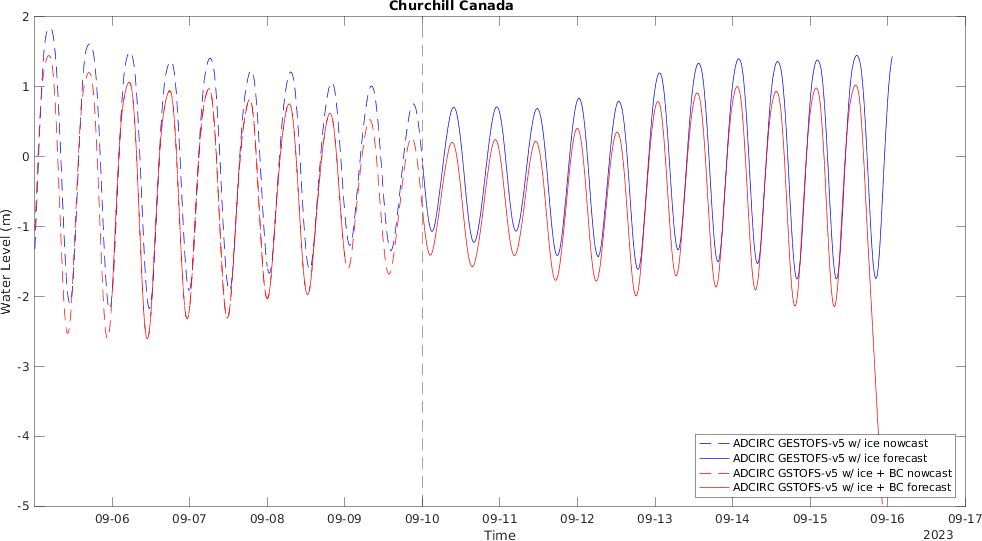 Churchill Canada
2
1
0
-1
-2
-3
-4
-5
Water Level (m)
ADCIRC GESTOFS-v5 w/ ice nowcast
ADCIRC GESTOFS-v5 w/ ice forecast
ADCIRC GSTOFS-v5 w/ ice + BC nowcast
ADCIRC GSTOFS-v5 w/ ice + BC forecast
09-06 09-07 09-08 09-09 09-10 09-11 09-12 09-13 09-14 09-15 09-16 09-17
Time
2023